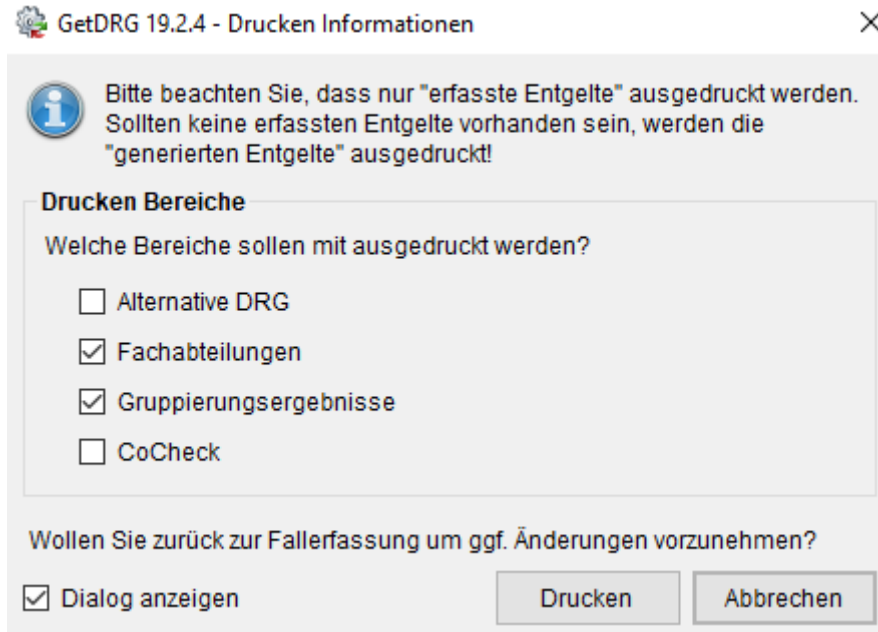 GetDRG 19.2.4 - Drucken Informationen
Bitte beachten Sie, dass nur "erfasste Entgelte" ausgedruckt werden.
Sollten keine erfassten Entgelte vorhanden sein, werden die
"generierten Entgelte" ausgedruckt!
Drucken Bereiche
Welche Bereiche sollen mit ausgedruckt werden?
Alternative DRG
Fachabteilungen
Gruppierungsergebnisse
CoCheck
Wollen Sie zurück zur Fallerfassung um ggf. Änderungen vorzunehmen?
Dialog anzeigen
Drucken
Abbrechen